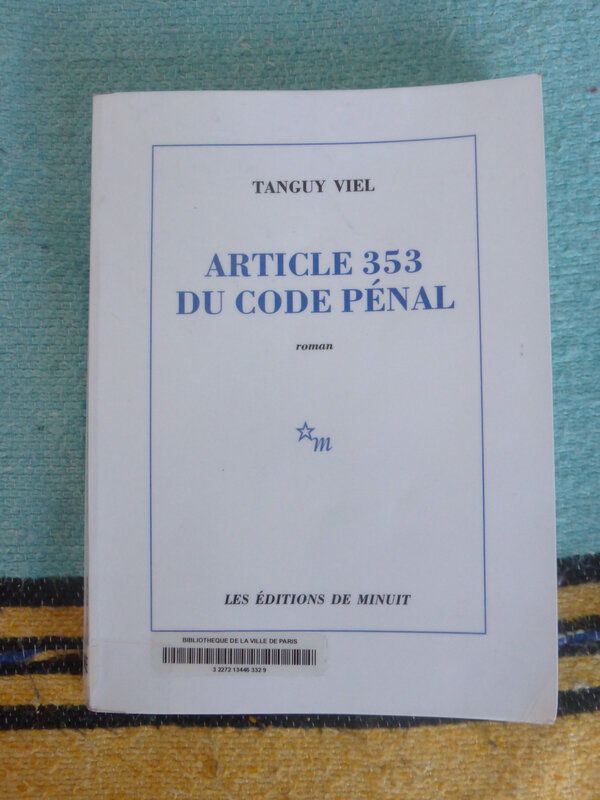 TANGUY VIEL
ARTICLE 353
DU CODE PÉNAL
roman
m
LES ÉDITIONS DE MINUIT
BIBLIOTHEQUE DE LA VILLE DE PARIS
3 2272 13446 332 9